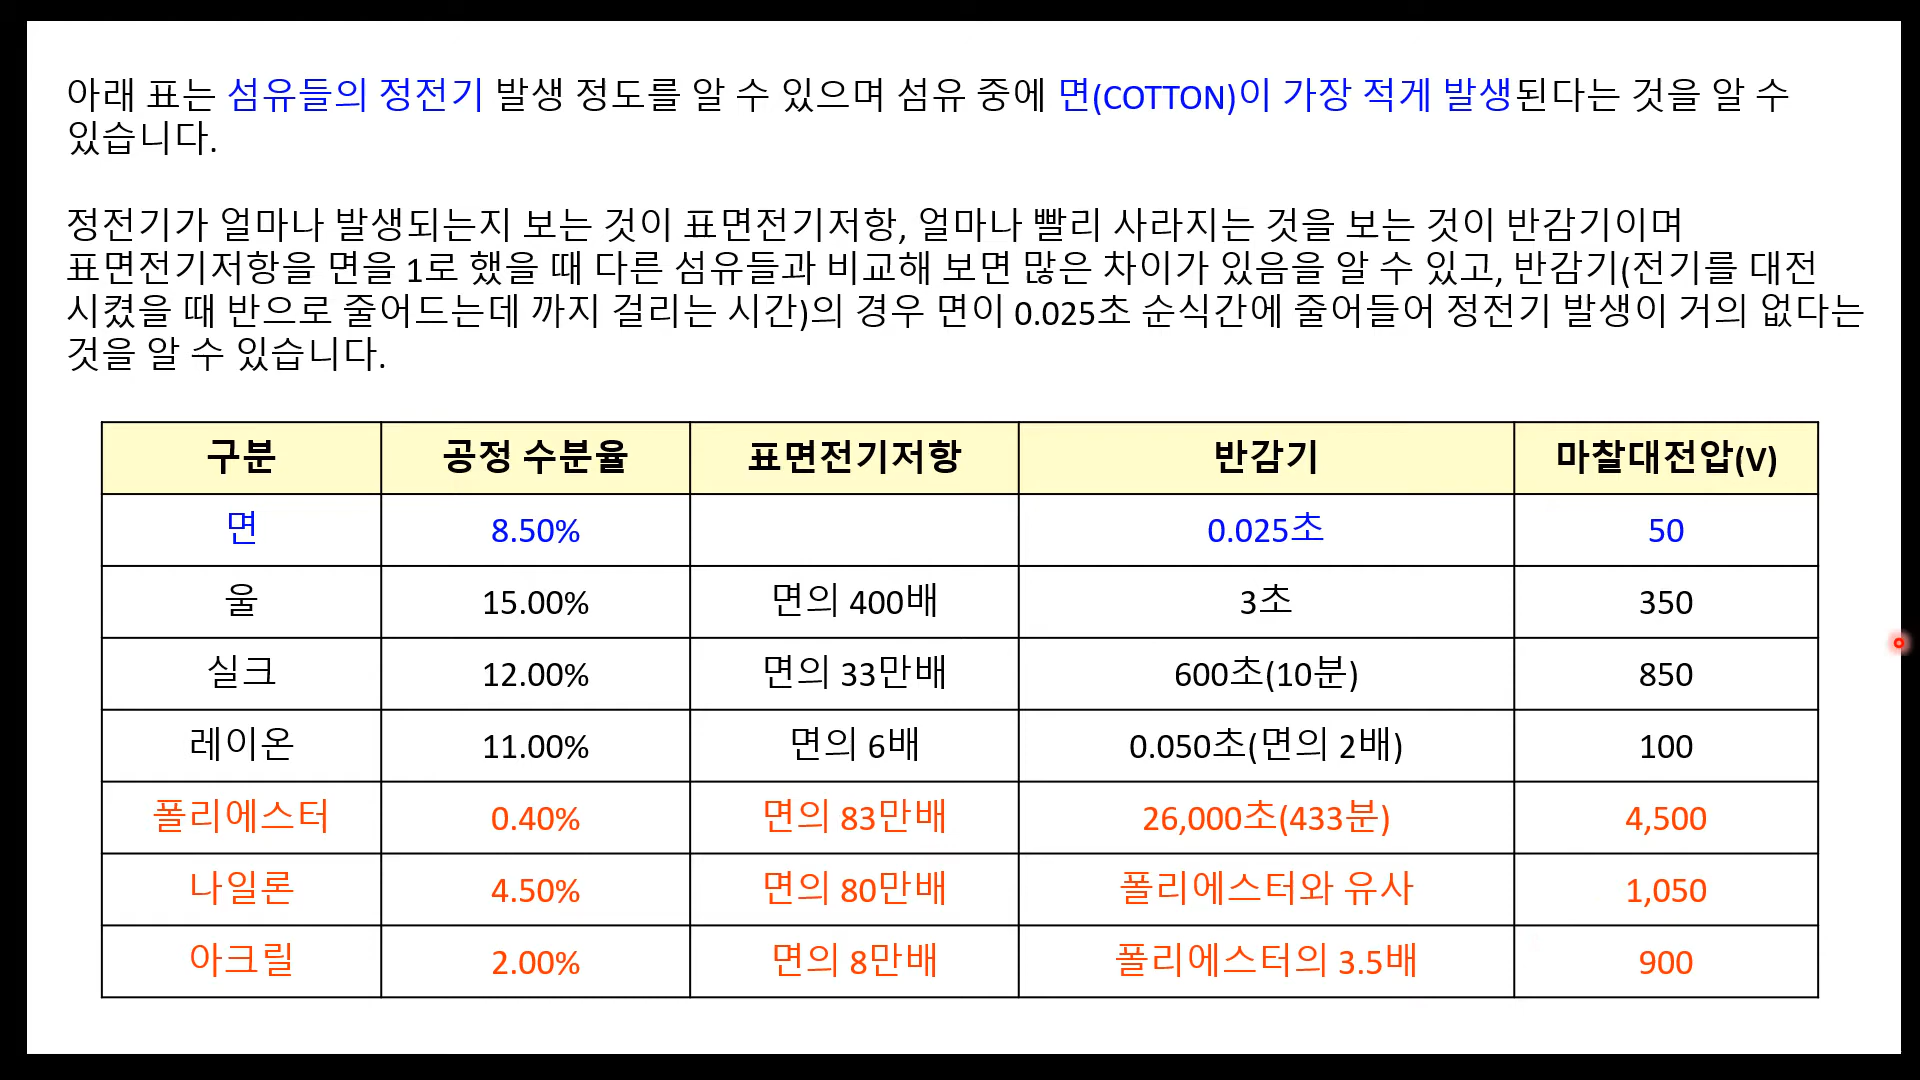 아래 표는 섬유들의 정전기 발생 정도를 알 수 있으며 섬유 중에 면(COTTON)이 가장 적게 발생된다는 것을 알 수
있습니다.
정전기가 얼마나 발생되는지 보는 것이 표면전기저항, 얼마나 빨리 사라지는 것을 보는 것이 반감기이며
표면전기저항을 면을 1로 했을 때 다른 섬유들과 비교해 보면 많은 차이가 있음을 알 수 있고, 반감기(전기를 대전
시켰을 때 반으로 줄어드는데 까지 걸리는 시간)의 경우 면이 0.025초 순식간에 줄어들어 정전기 발생이 거의 없다는
것을 알 수 있습니다.
구분 공정 수분율 표면전기저항 반감기 마찰대전압(V)
면 8.50% 0.025초 50
울 15.00% 면의 400배 3초 350
실크 12.00% 면의 33만배 600초(10분) 850
레이온 11.00% 면의 6배 0.050초(면의 2배) 100
폴리에스터 0.40% 면의 83만배 26,000초(433분) 4,500
나일론 4.50% 면의 80만배 폴리에스터와 유사 1,050
아크릴 2.00% 면의 8만배 폴리에스터의 3.5배 900